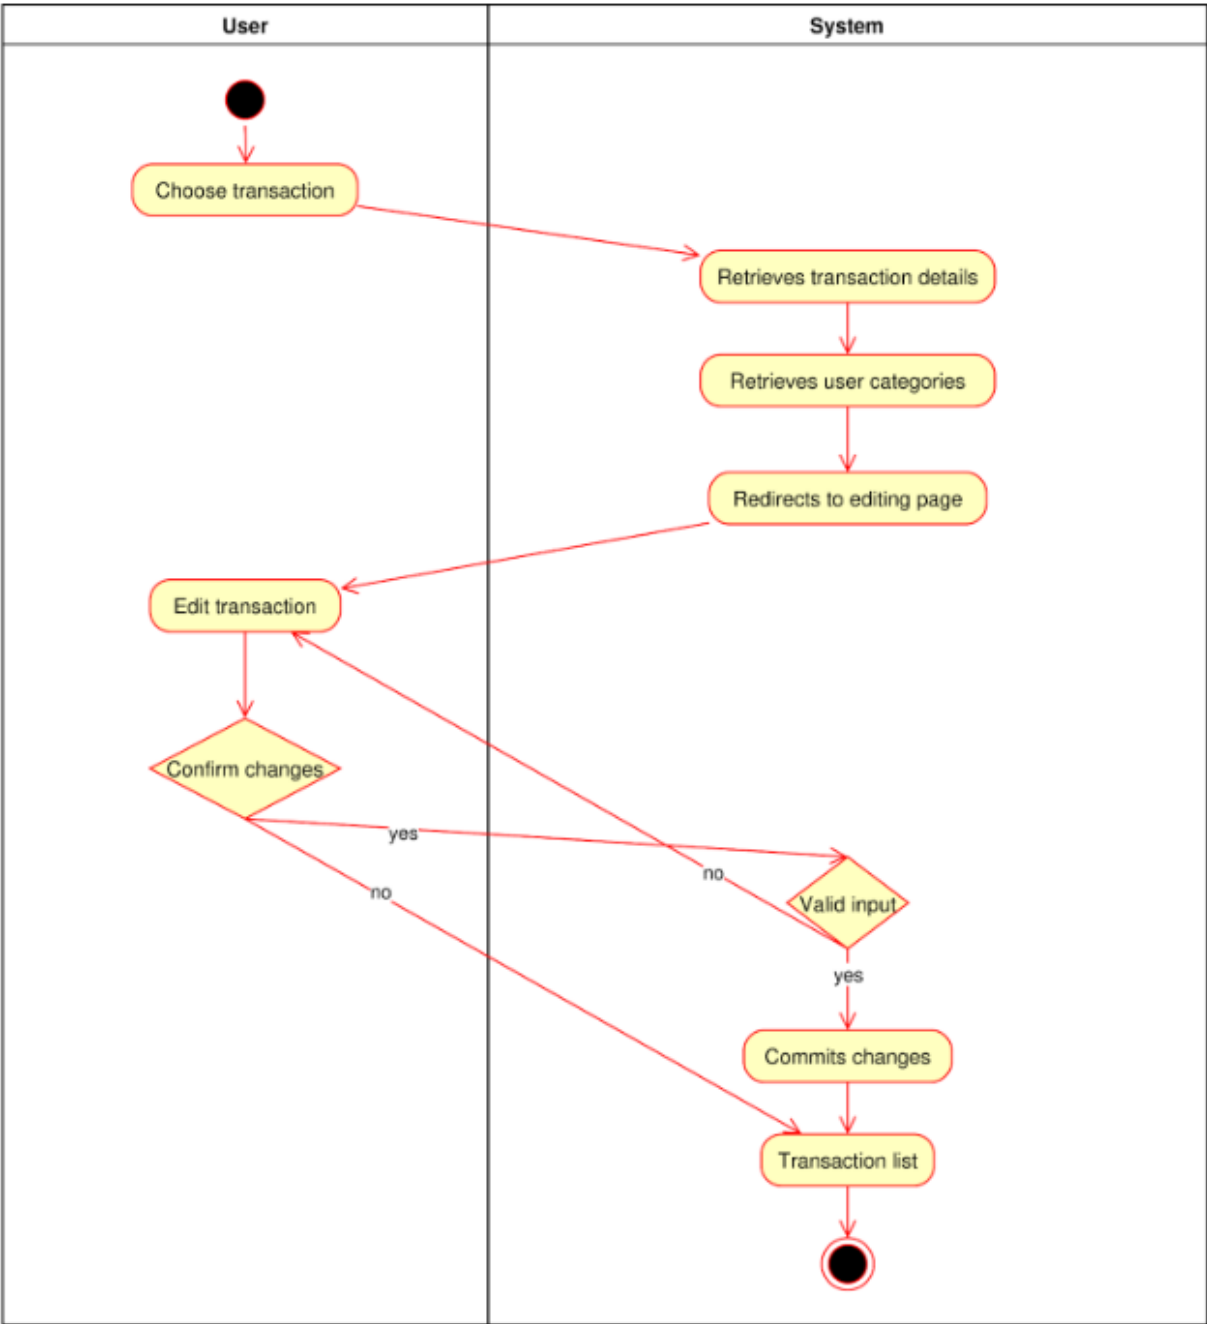 User
System
Choose transaction
Retrieves transaction details
Retrieves user categories
Redirects to editing page
Edit transaction
Confirm changes
yes
no
no
Valid input
yes
Commits changes
Transaction list